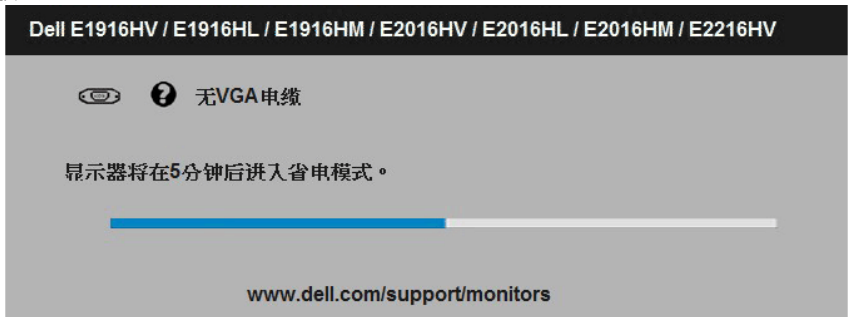 Dell E1916HV / E1916HL / E1916HM / E2016HV / E2016HL / E2016HM / E2216HV
无VGA电缆
显示器将在5分钟后进入省电模式。
www.dell.com/support/monitors